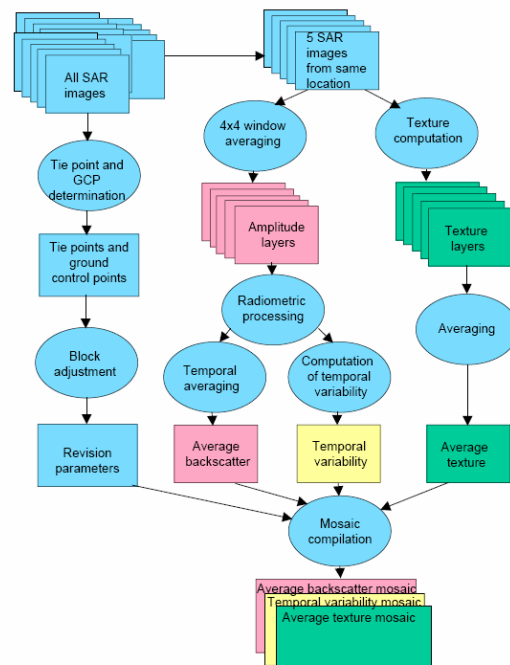 All SAR
images
5 SAR
images
from same
location
4x4 window
averaging
Texture
computation
Tie point and
GCP
determination
Amplitude
layers
Texture
layers
Tie points and
ground
control points
Radiometric
processing
Averaging
Block
adjustment
Temporal
averaging
Computation
of temporal
variability
Revision
parameters
Average
backscatter
Temporal
variability
Average
texture
Mosaic
compilation
Average backscatter mosaic
Temporal variability mosaic
Average texture mosaic